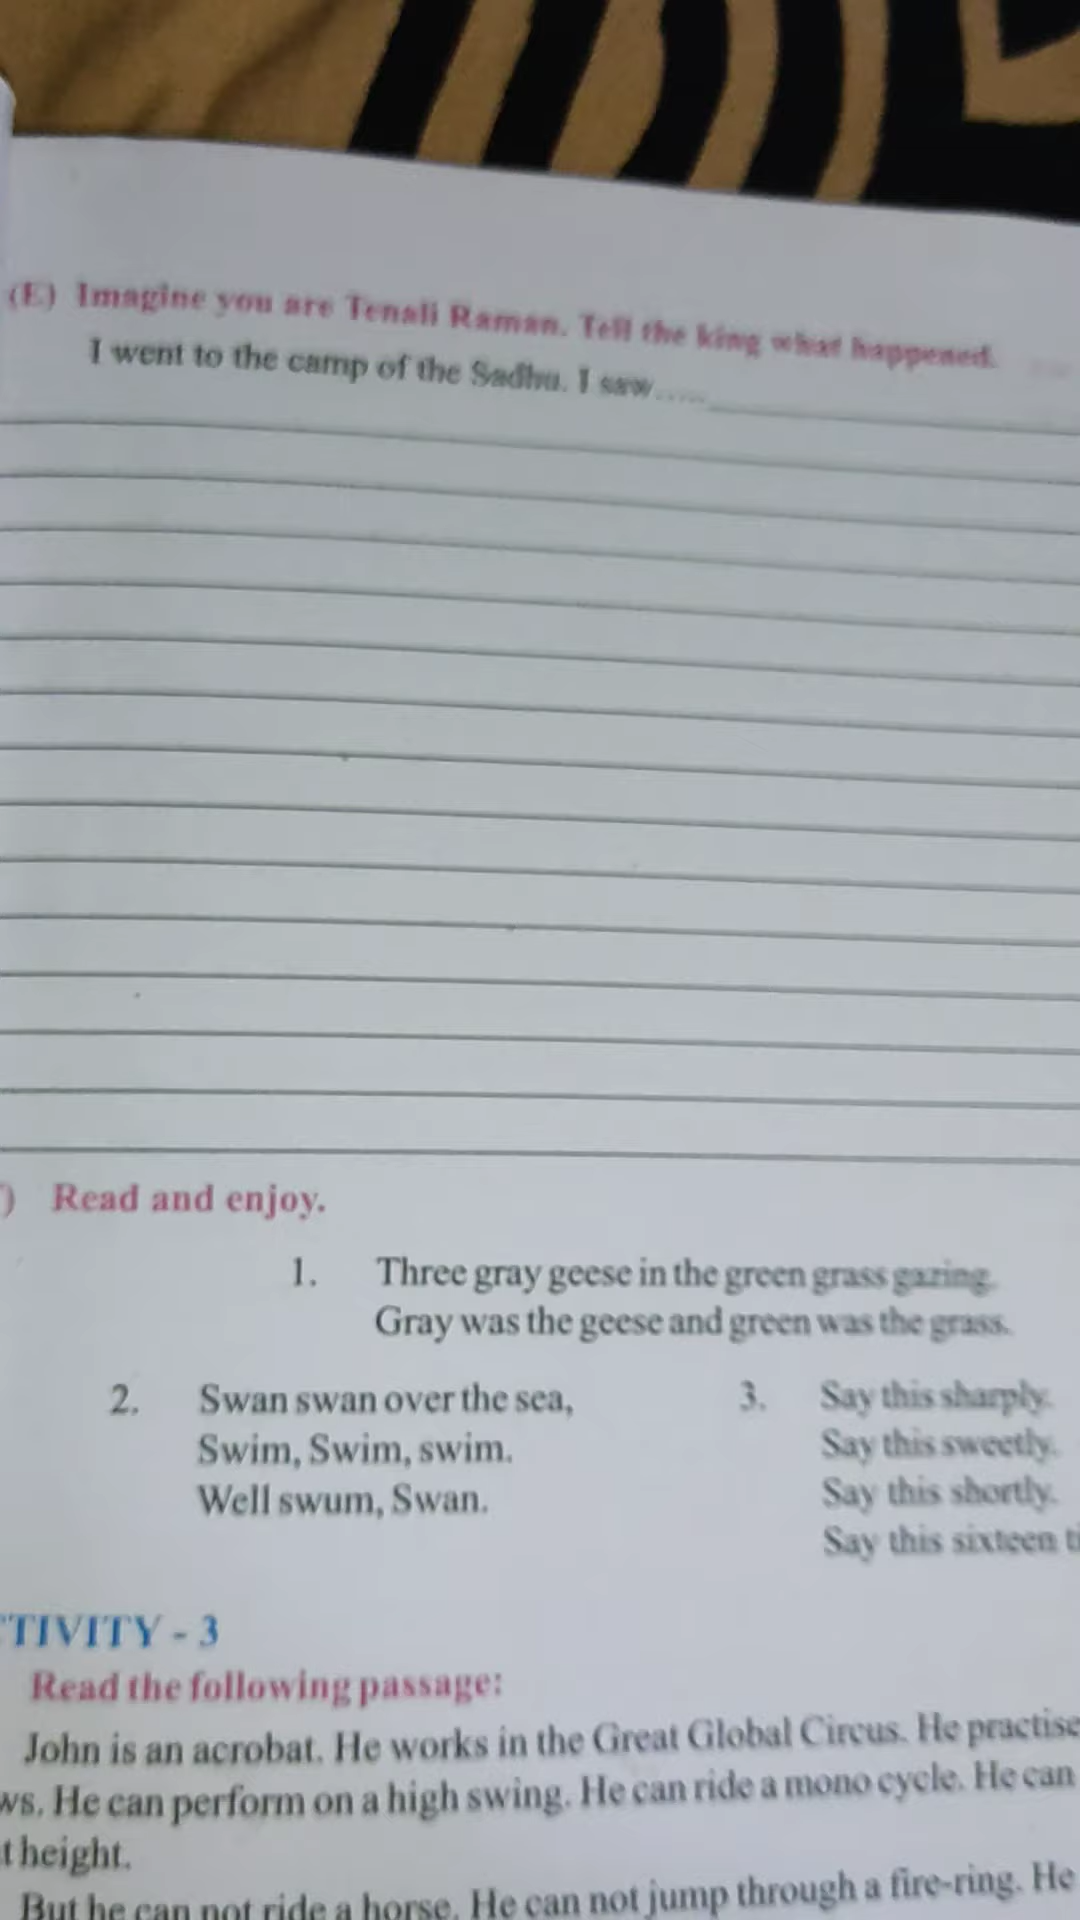 (E) Imagine you are Tenali Raman. Tell the king what happened.
I went to the camp of the Sadhu. I saw.....
) Read and enjoy.
1. Three gray geese in the green grass gazing.
Gray was the geese and green was the grass.
2. Swan swan over the sea,
Swim, Swim, swim.
Well swum, Swan.
3. Say this sharply.
Say this sweetly.
Say this shortly.
Say this sixteen ti
TIVITY - 3
Read the following passage:
John is an acrobat. He works in the Great Global Circus. He practise
ws. He can perform on a high swing. He can ride a mono cycle. He can
t height.
But he can not ride a horse. He can not jump through a fire-ring. He